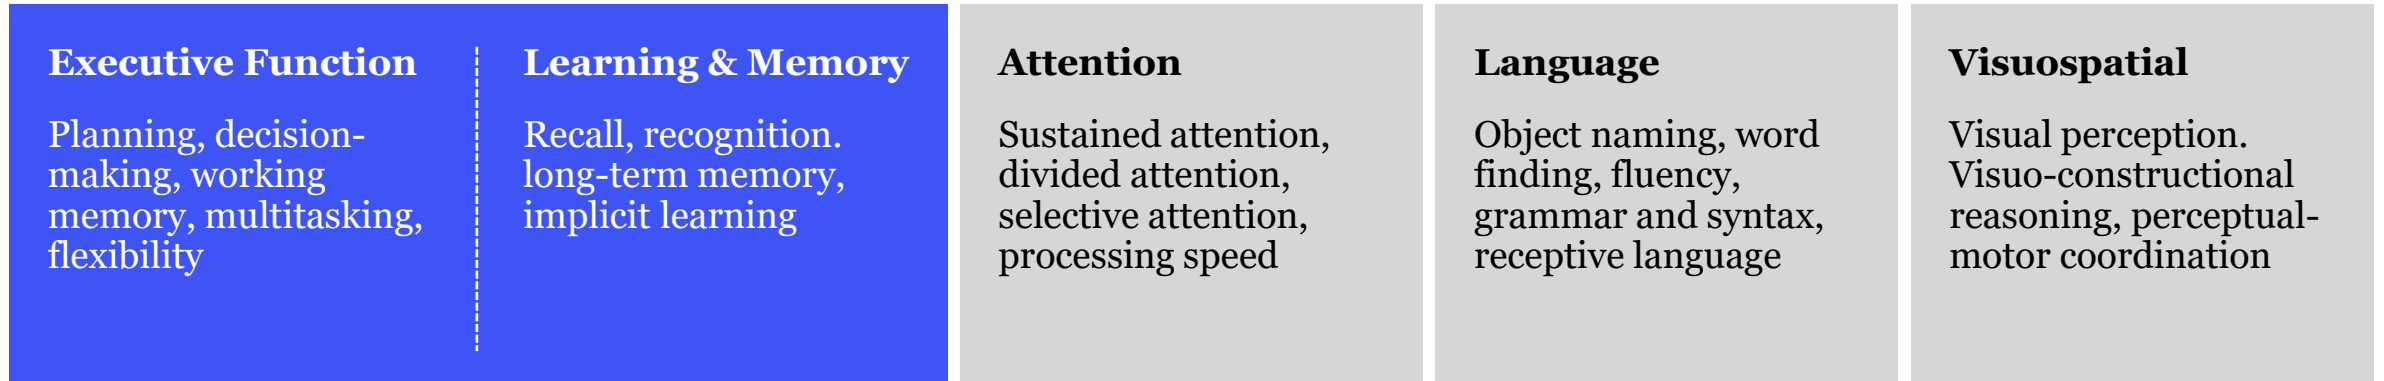 Executive Function
Planning, decision-
making, working
memory, multitasking,
flexibility
Learning & Memory
Recall, recognition.
long-term memory,
implicit learning
Attention
Sustained attention,
divided attention,
selective attention,
processing speed
Language
Object naming, word
finding, fluency,
grammar and syntax,
receptive language
Visuospatial
Visual perception.
Visuo-constructional
reasoning, perceptual-
motor coordination